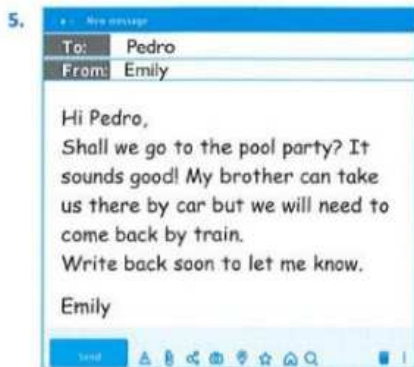 5.
New message
To: Pedro
From: Emily
Hi Pedro,
Shall we go to the pool party? It
sounds good! My brother can take
us there by car but we will need to
come back by train.
Write back soon to let me know.
Emily
Send